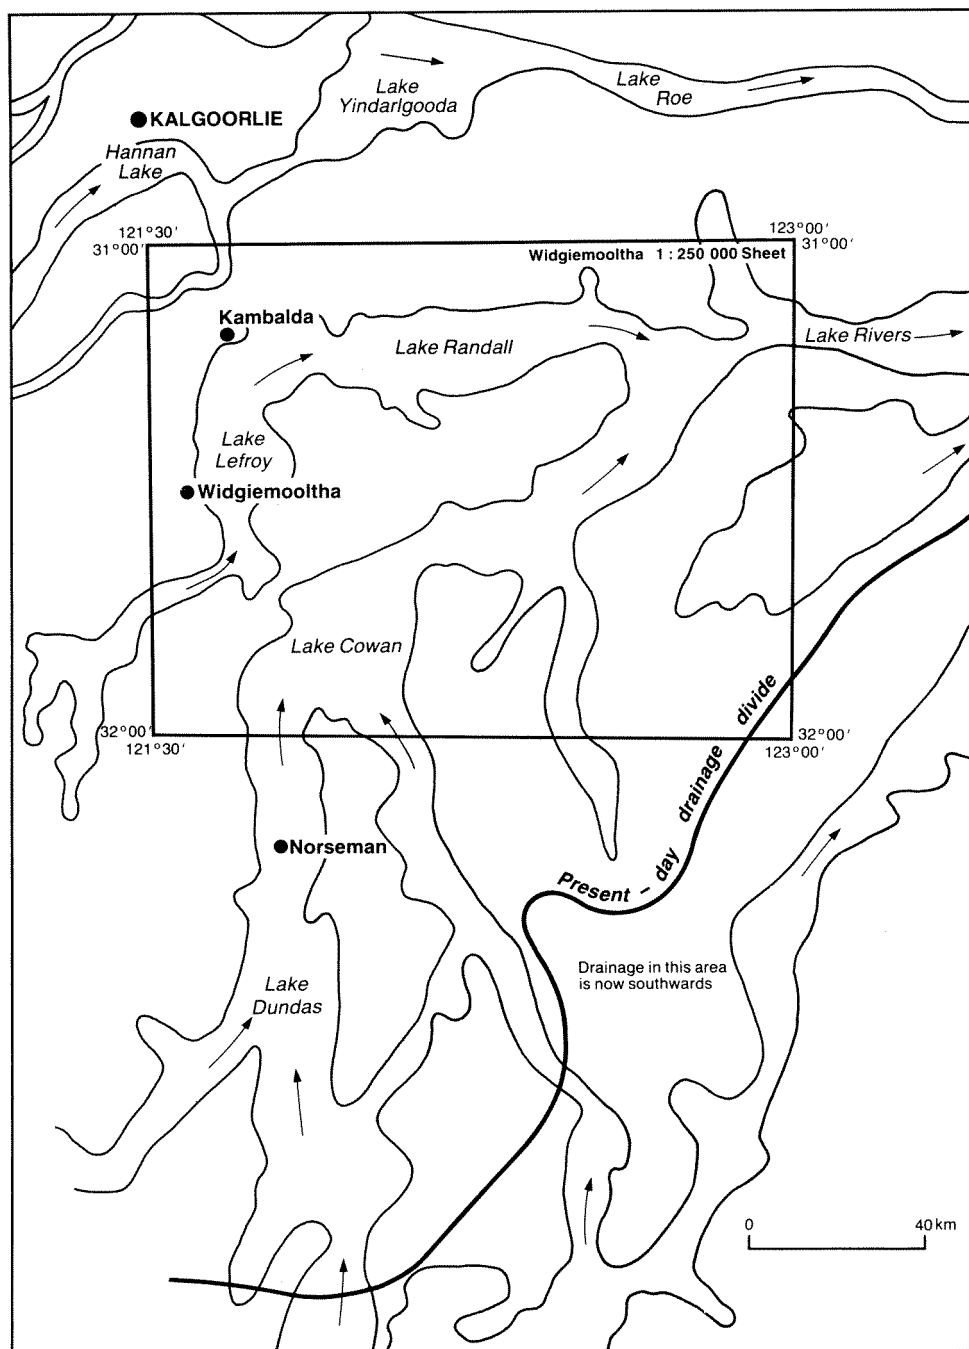 Lake
Yindarlgooda
Lake
Roe
KALGOORLIE
Hannan
Lake
121°30′
31°00′
123°00′
31°00′
Widgiemooltha 1 : 250 000 Sheet
Kambalda
Lake Randall
Lake Rivers
Lake
Lefroy
Widgiemooltha
Lake Cowan
32°00′
121°30′
32°00′
123°00′
Present - day drainage divide
Norseman
Drainage in this area
is now southwards
Lake
Dundas
0 40 km